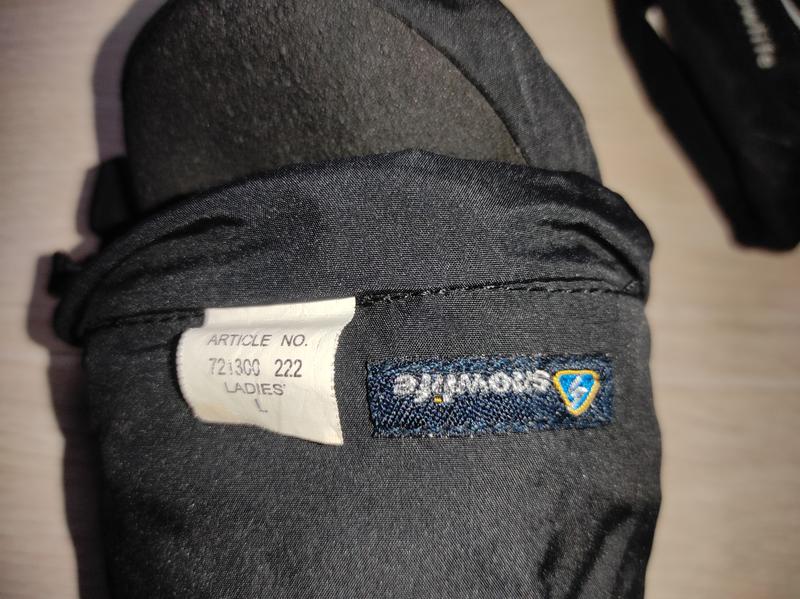 ARTICLE NO.
721300 222
LADIES'
L
snowlife